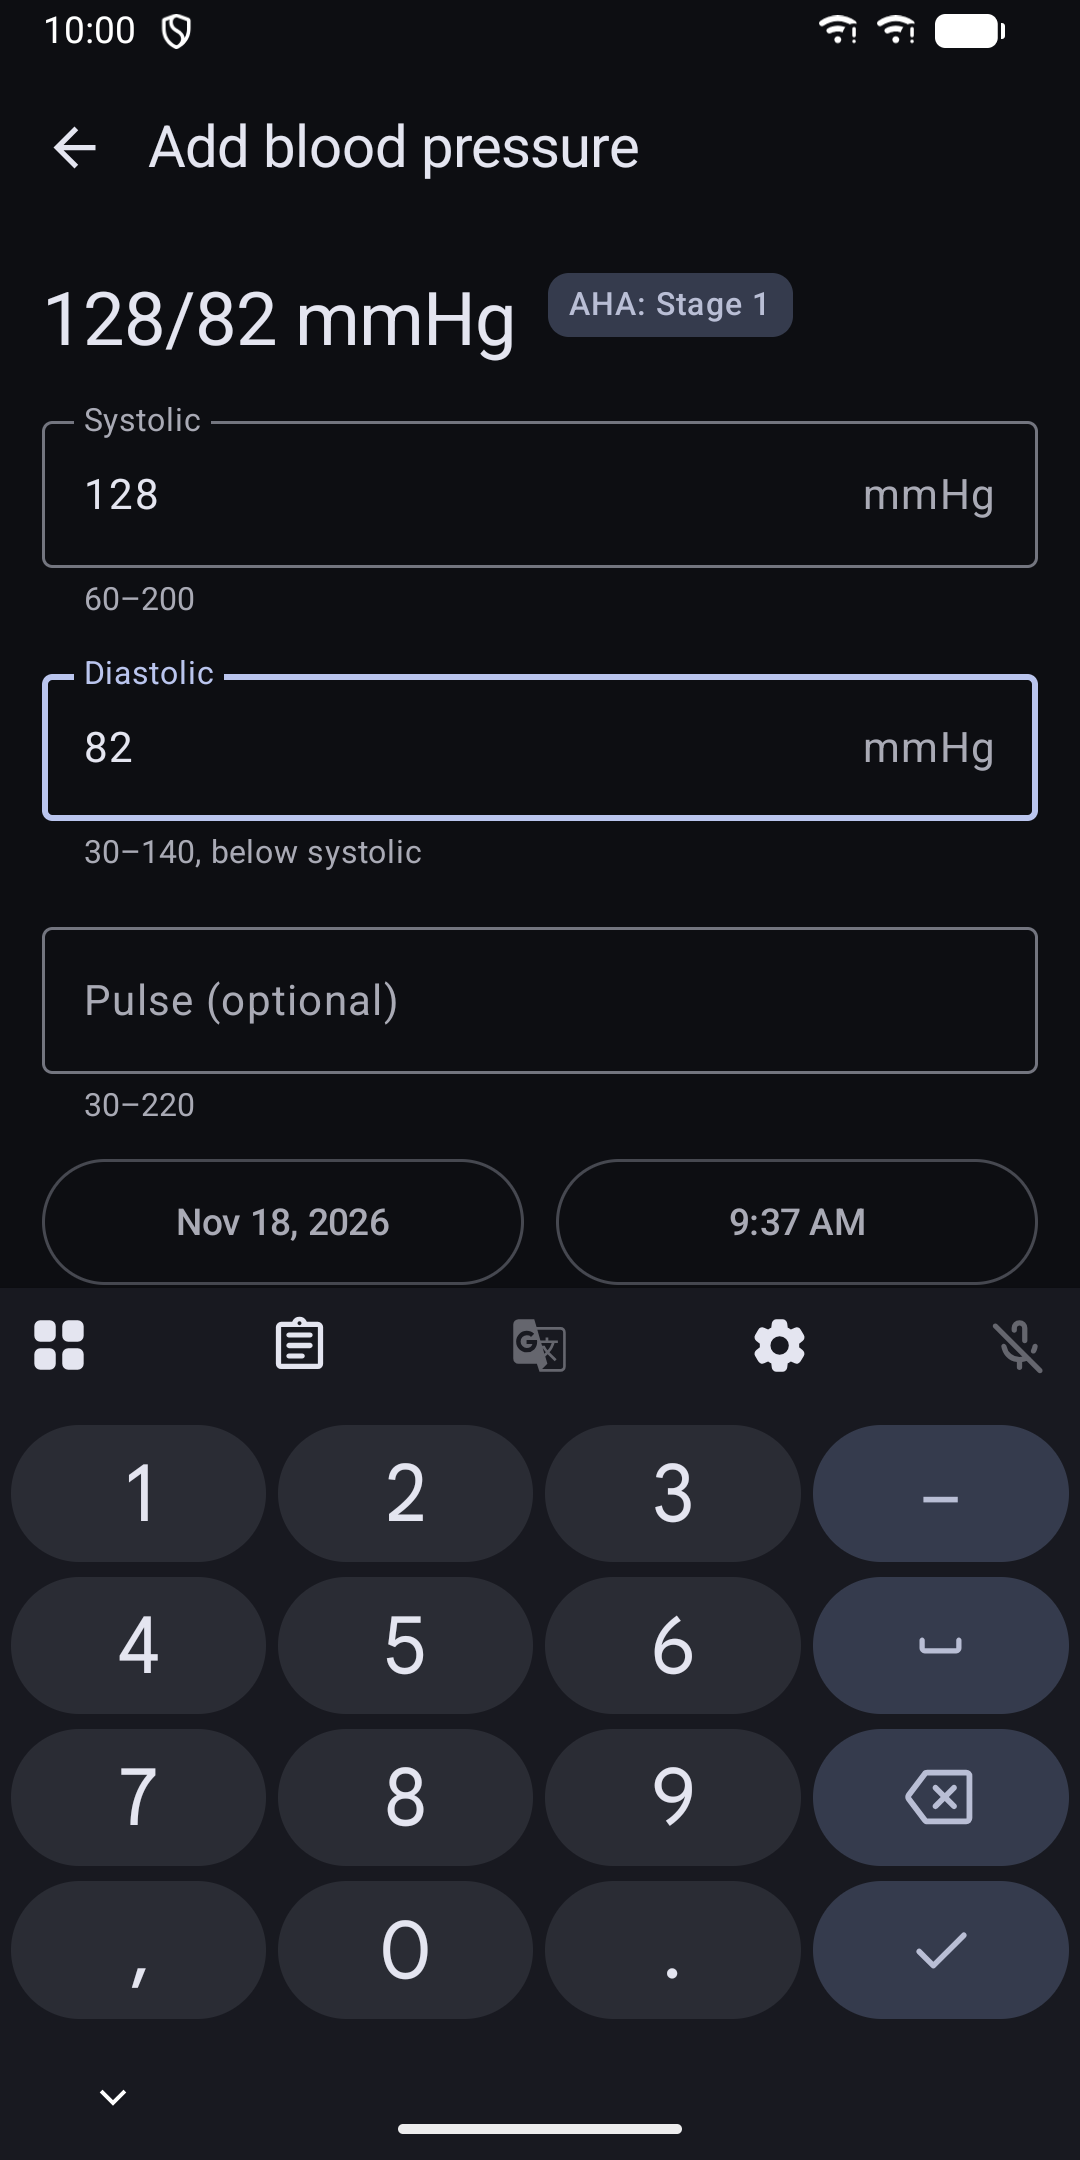 10:00
Add blood pressure
128/82 mmHg
AHA: Stage 1
Systolic
128 mmHg
60–200
Diastolic
82 mmHg
30–140, below systolic
Pulse (optional)
30–220
Nov 18, 2026
9:37 AM
G 文
1 2 3 –
4 5 6
7 8 9
, 0 .